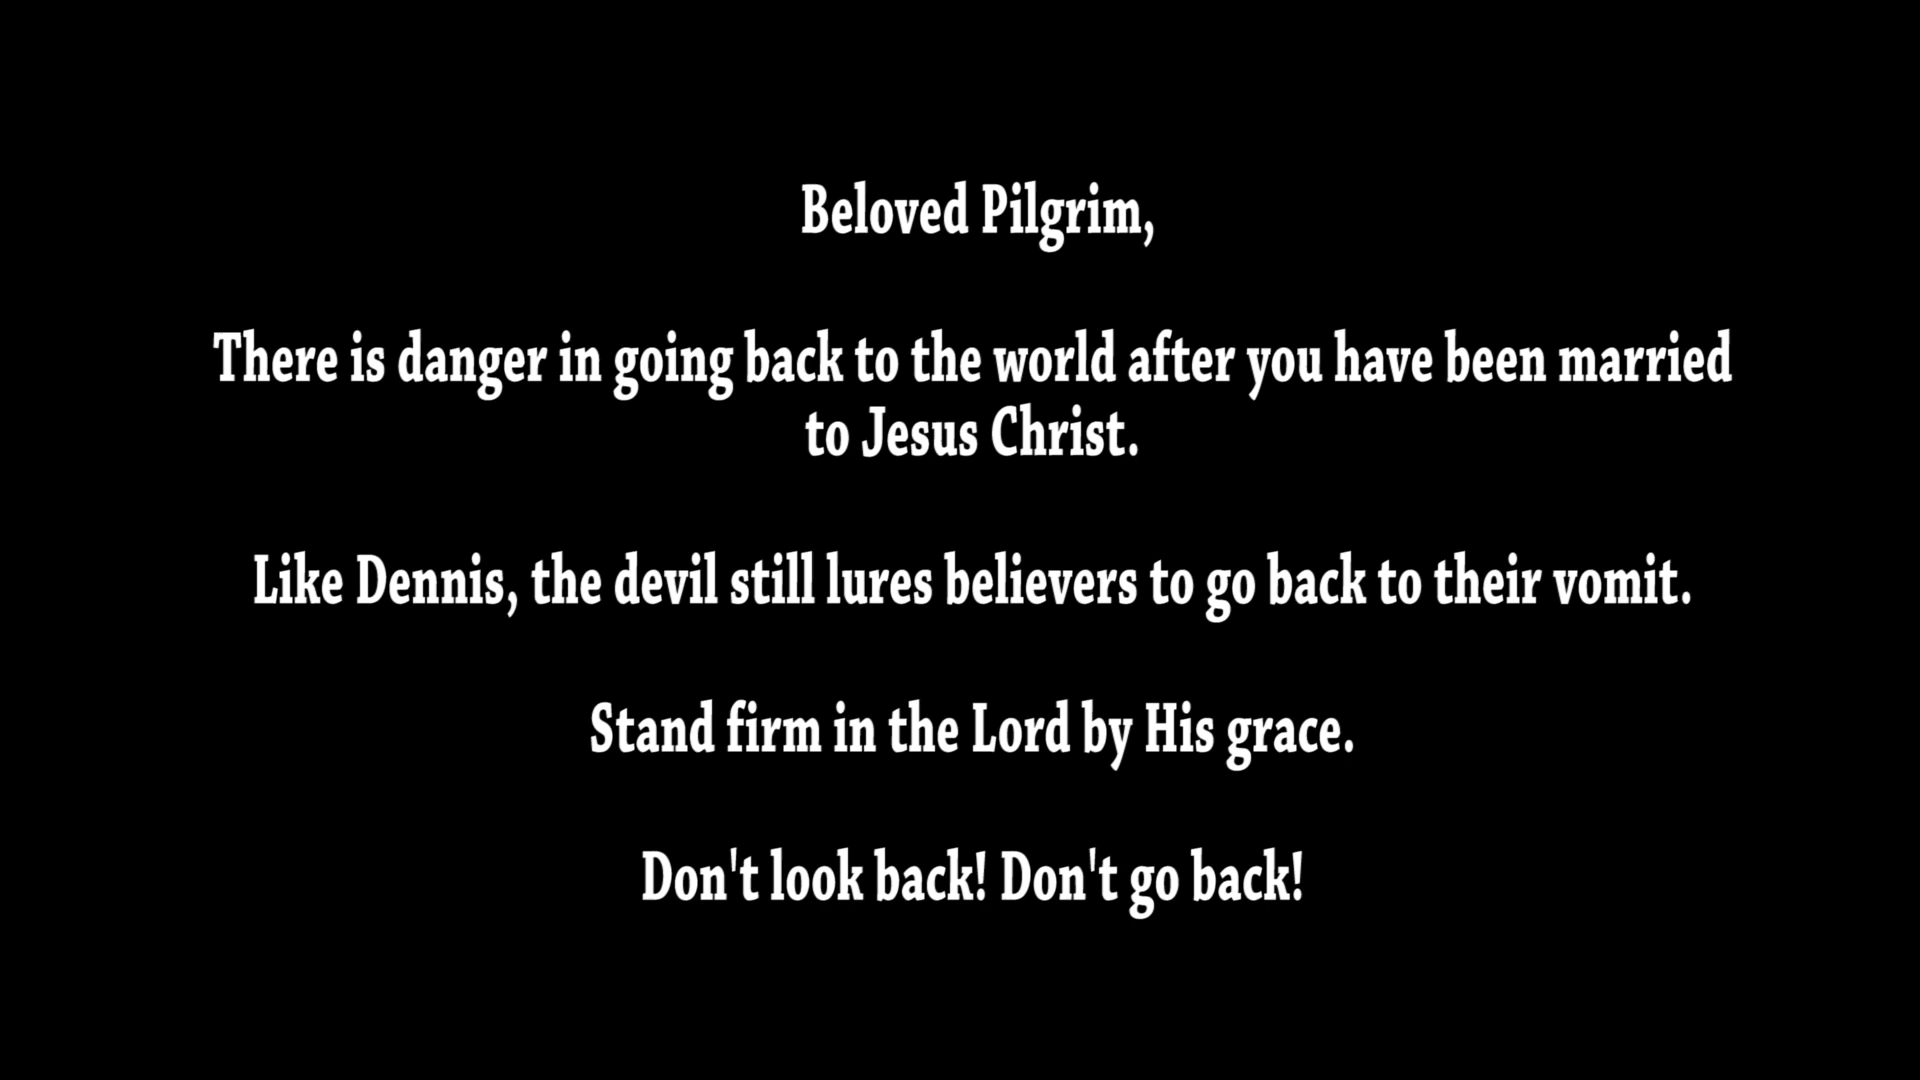 Beloved Pilgrim,
There is danger in going back to the world after you have been married
to Jesus Christ.
Like Dennis, the devil still lures believers to go back to their vomit.
Stand firm in the Lord by His grace.
Don't look back! Don't go back!